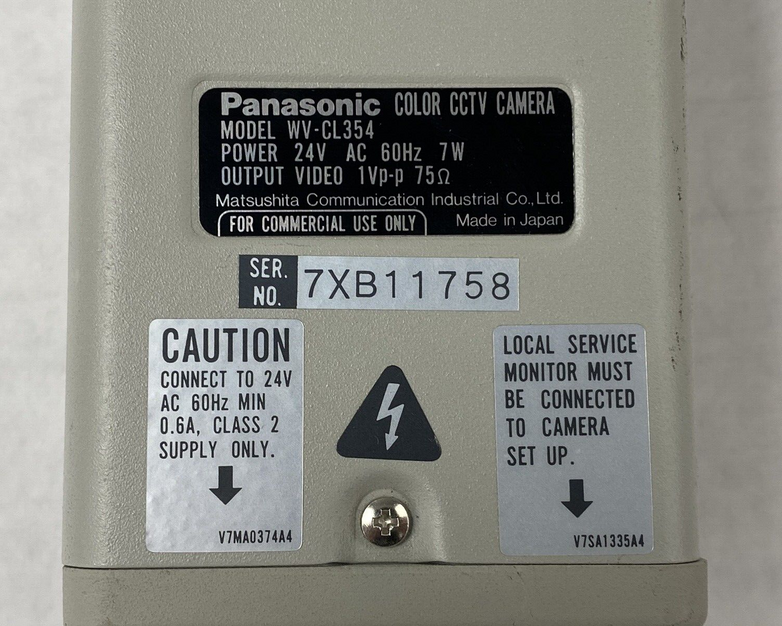 Panasonic COLOR CCTV CAMERA
MODEL WV-CL354
POWER 24V AC 60Hz 7W
OUTPUT VIDEO 1Vp-p 75Ω
Matsushita Communication Industrial Co., Ltd.
FOR COMMERCIAL USE ONLY Made in Japan
SER. NO. 7XB11758
CAUTION
CONNECT TO 24V
AC 60Hz MIN
0.6A, CLASS 2
SUPPLY ONLY.
V7MA0374A4
LOCAL SERVICE
MONITOR MUST
BE CONNECTED
TO CAMERA
SET UP.
V7SA1335A4